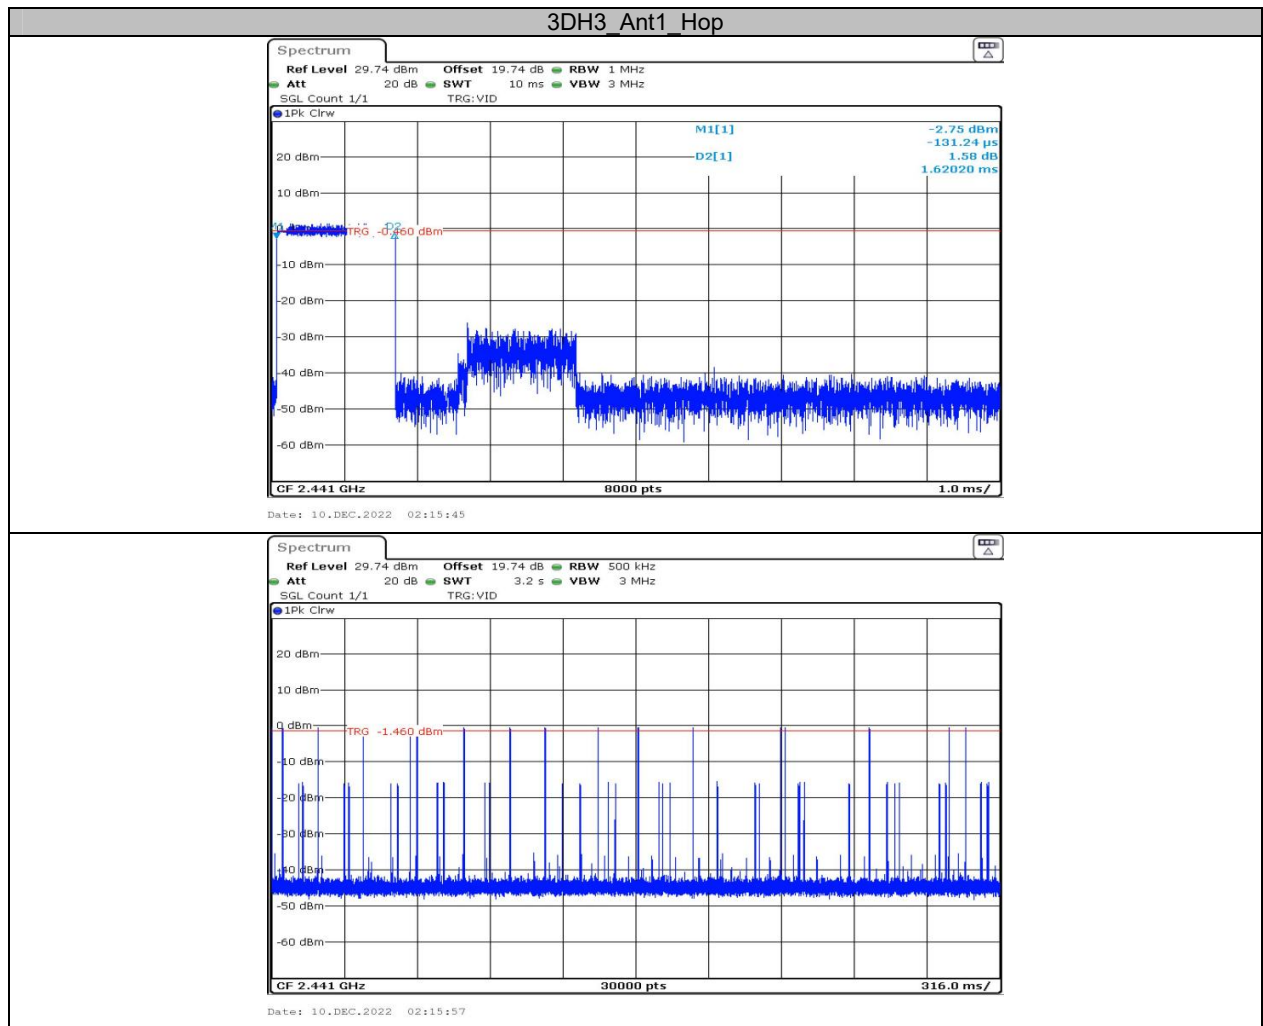 3DH3_Ant1_Hop
Spectrum
Ref Level 29.74 dBm Offset 19.74 dB RBW 1 MHz
Att 20 dB SWT 10 ms VBW 3 MHz
SGL Count 1/1 TRG:VID
1Pk Clrw
M1[1] -2.75 dBm
-131.24 µs
20 dBm D2[1] 1.58 dB
1.62020 ms
10 dBm
TRG -0.460 dBm
-10 dBm
-20 dBm
-30 dBm
-40 dBm
-50 dBm
-60 dBm
CF 2.441 GHz 8000 pts 1.0 ms/
Date: 10.DEC.2022 02:15:45
Spectrum
Ref Level 29.74 dBm Offset 19.74 dB RBW 500 kHz
Att 20 dB SWT 3.2 s VBW 3 MHz
SGL Count 1/1 TRG:VID
1Pk Clrw
20 dBm
10 dBm
0 dBm
TRG -1.460 dBm
-10 dBm
-20 dBm
-30 dBm
-40 dBm
-50 dBm
-60 dBm
CF 2.441 GHz 30000 pts 316.0 ms/
Date: 10.DEC.2022 02:15:57